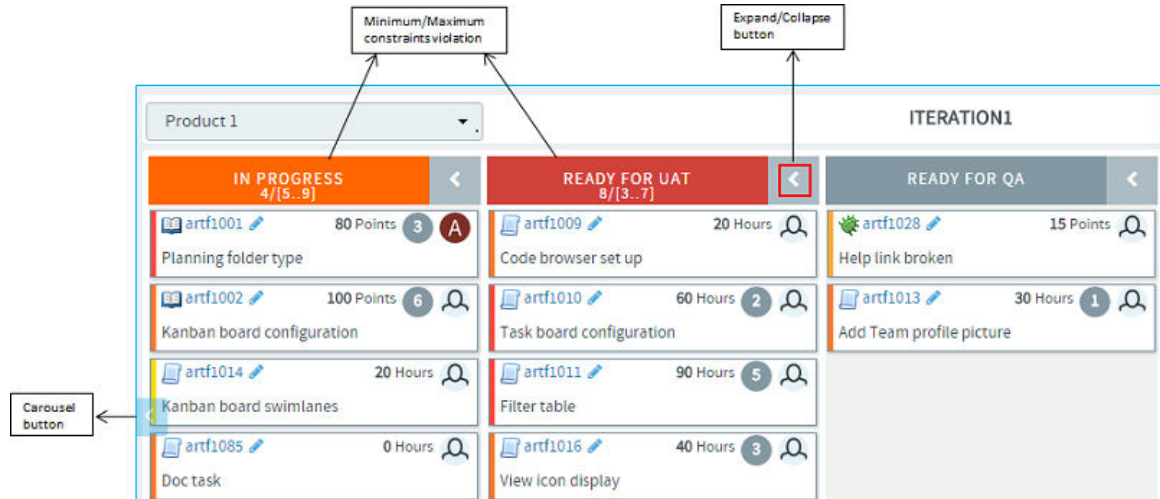 Minimum/Maximum
constraints violation
Expand/Collapse
button
Product 1
ITERATION1
IN PROGRESS
4/[5..9]
READY FOR UAT
8/[3..7]
READY FOR QA
artf1001 80 Points 3 A
Planning folder type
artf1009 20 Hours
Code browser set up
artf1028 15 Points
Help link broken
artf1002 100 Points 6
Kanban board configuration
artf1010 60 Hours 2
Task board configuration
artf1013 30 Hours 1
Add Team profile picture
artf1014 20 Hours
Kanban board swimlanes
artf1011 90 Hours 5
Filter table
Carousel
button
artf1085 0 Hours
Doc task
artf1016 40 Hours 3
View icon display